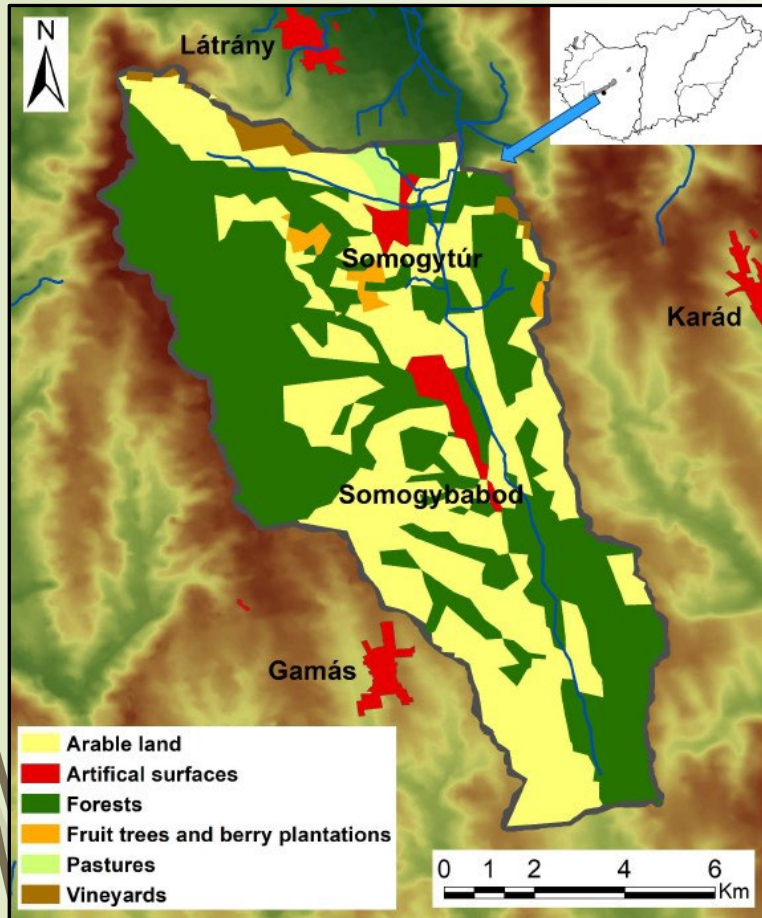 N
Látrány
Somogytúr
Karád
Somogybabod
Gamás
Arable land
Artifical surfaces
Forests
Fruit trees and berry plantations
Pastures
Vineyards
0 1 2 4 6
Km